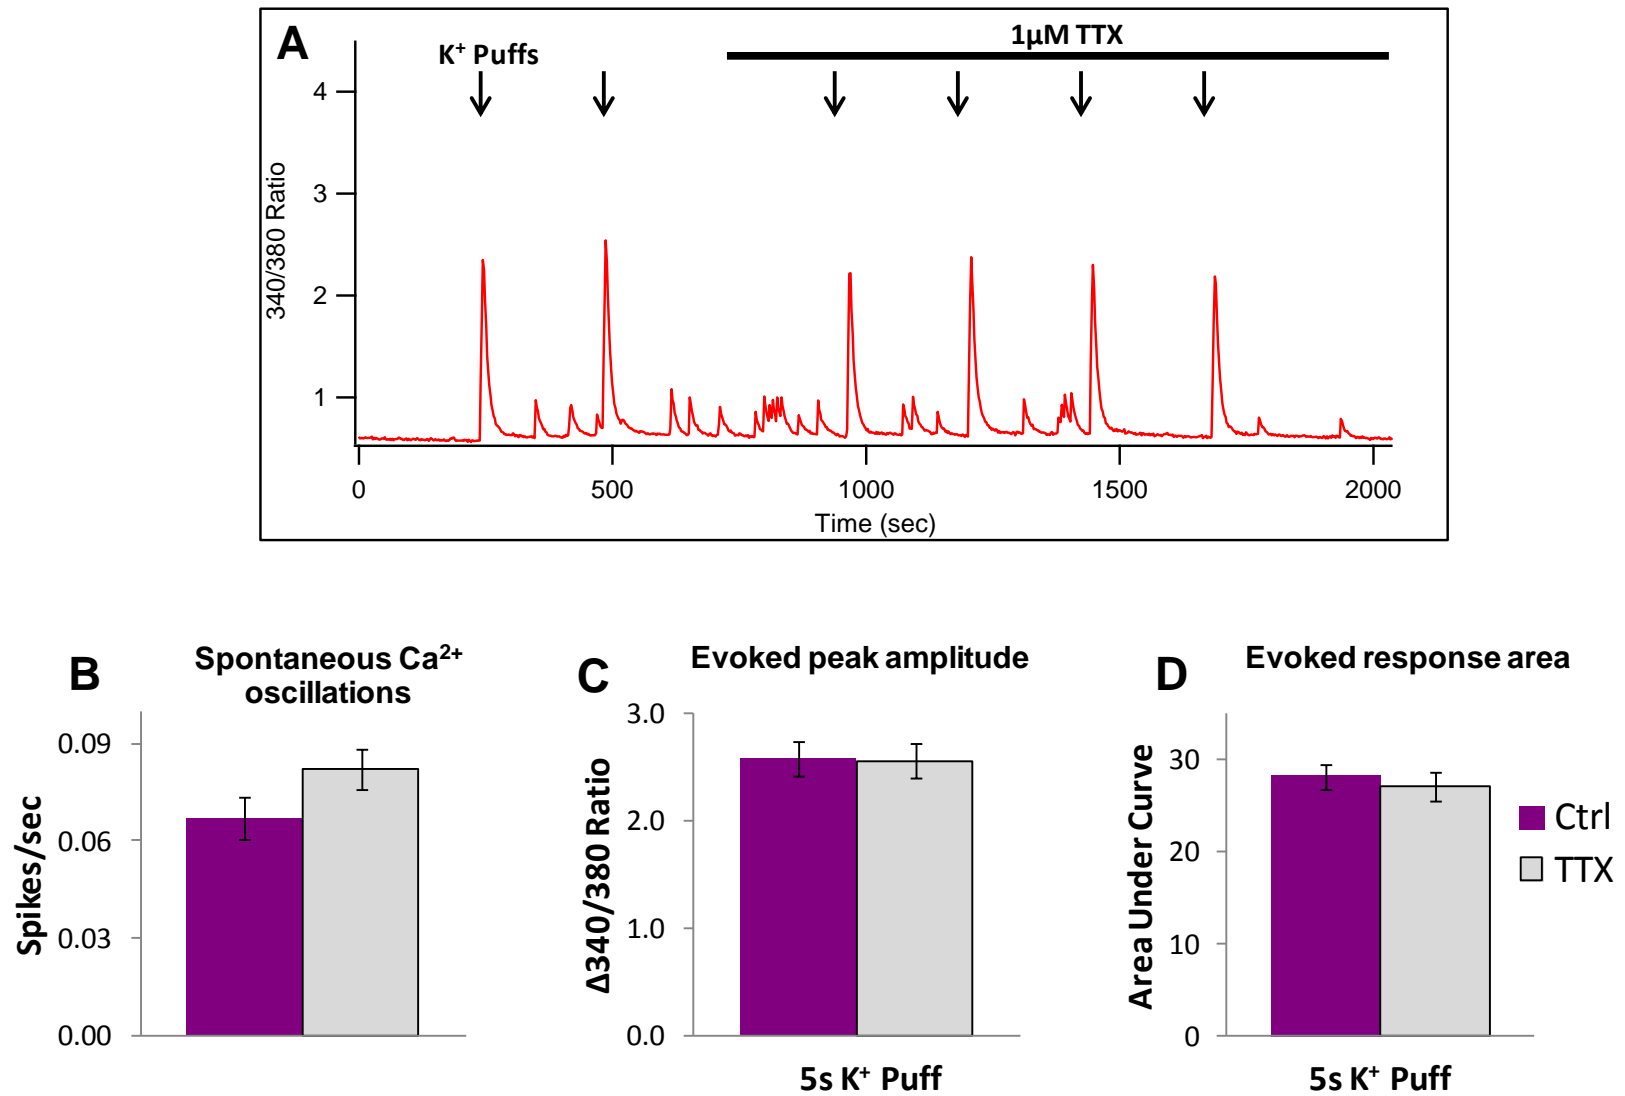 A
K⁺ Puffs
1µM TTX
340/380 Ratio
4
3
2
1
0
500
1000
1500
2000
Time (sec)
B
Spontaneous Ca²⁺
oscillations
Spikes/sec
0.09
0.06
0.03
0.00
C
Evoked peak amplitude
Δ340/380 Ratio
3.0
2.0
1.0
0.0
5s K⁺ Puff
D
Evoked response area
Area Under Curve
30
20
10
0
5s K⁺ Puff
Ctrl
TTX